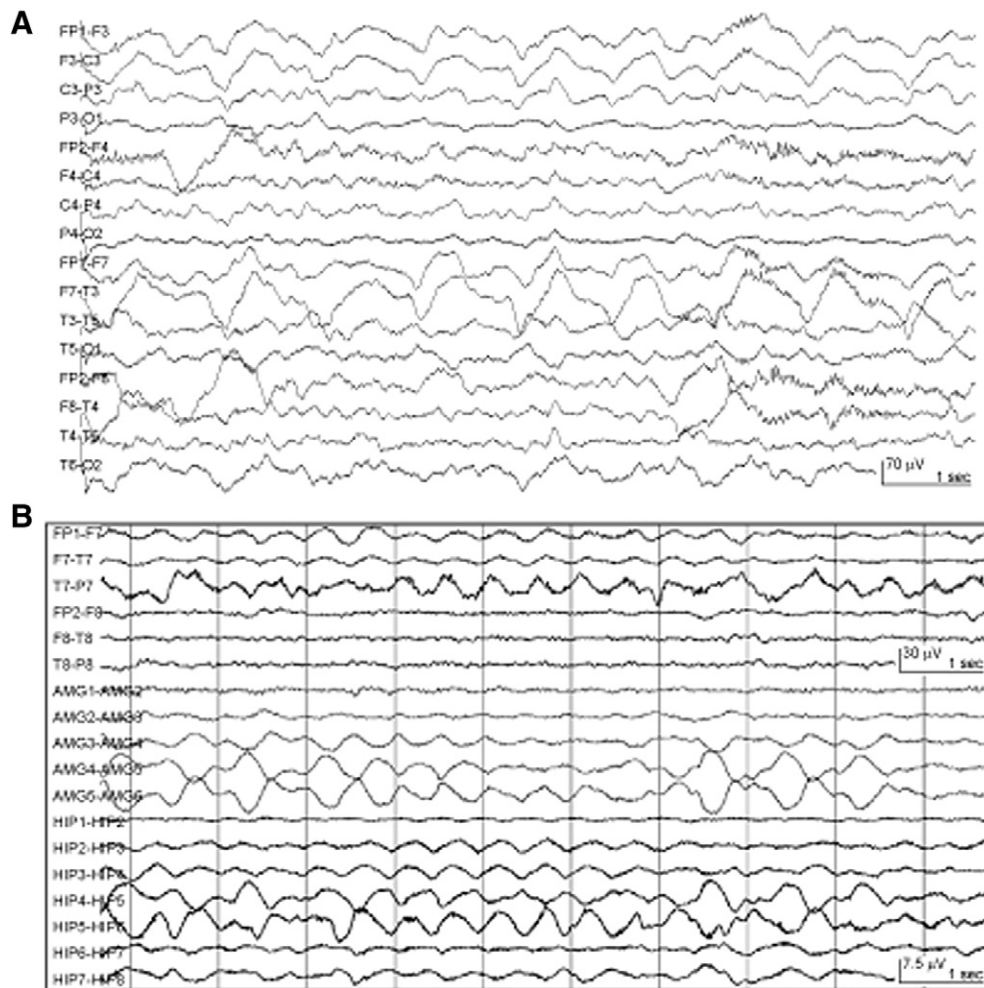 A
FP1-F3
F3-C3
C3-P3
P3-O1
FP2-F4
F4-C4
C4-P4
P4-O2
FP1-F7
F7-T3
T3-T5
T5-O1
FP2-F8
F8-T4
T4-T6
T6-O2
70 µV
1 sec
B
FP1-F7
F7-T7
T7-P7
FP2-F8
F8-T8
T8-P8
30 µV
1 sec
AMG1-AMG2
AMG2-AMG3
AMG3-AMG4
AMG4-AMG5
AMG5-AMG6
HIP1-HIP2
HIP2-HIP3
HIP3-HIP4
HIP4-HIP5
HIP5-HIP6
HIP6-HIP7
HIP7-HIP8
7.5 µV
1 sec